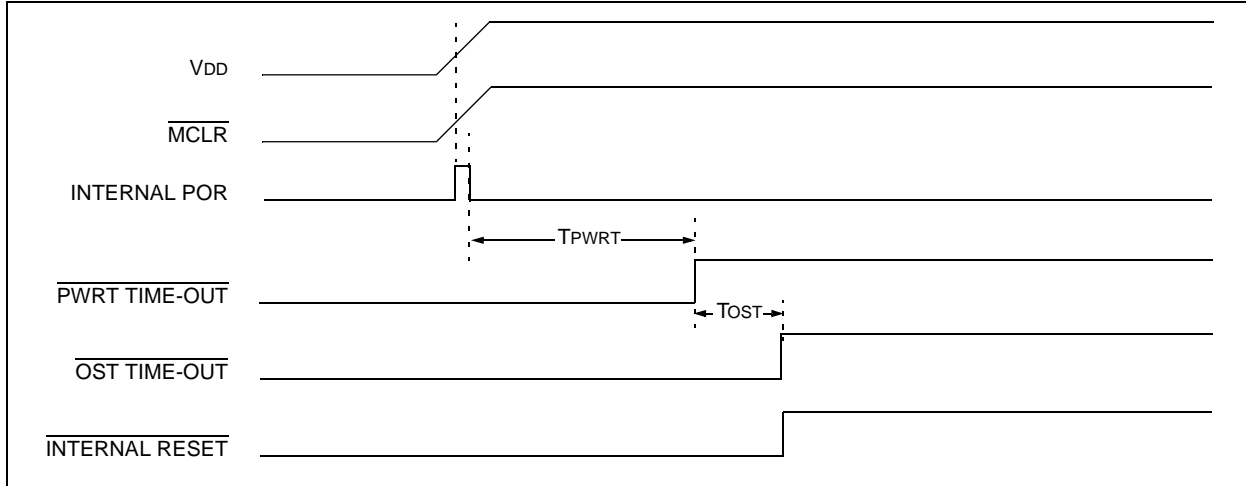 VDD
MCLR
INTERNAL POR
TPWRT
PWRT TIME-OUT
TOST
OST TIME-OUT
INTERNAL RESET